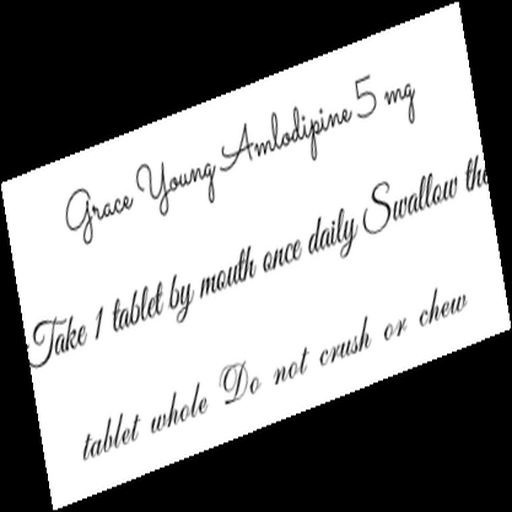 Grace Young Amlodipine 5 mg
Take 1 tablet by mouth once daily Swallow the
tablet whole Do not crush or chew